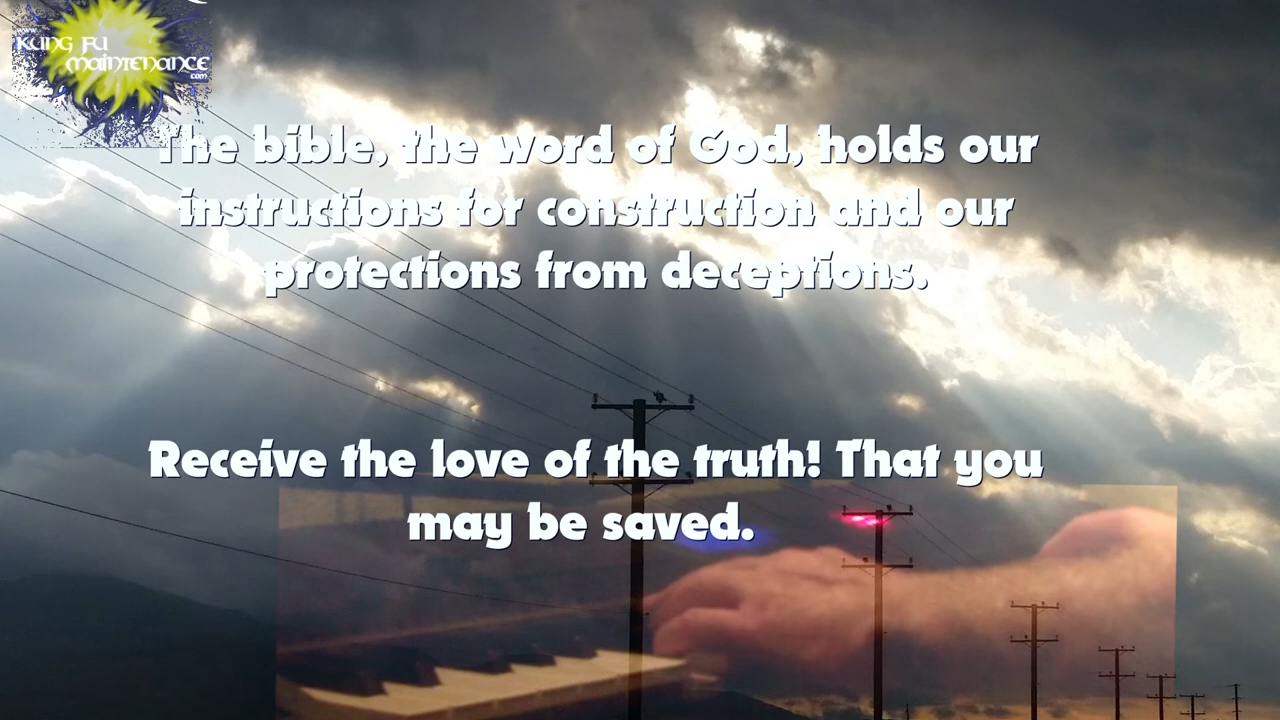 www.
KUNG FU
MAINTENANCE
.com
The bible, the word of God, holds our
instructions for construction and our
protections from deceptions.
Receive the love of the truth! That you
may be saved.